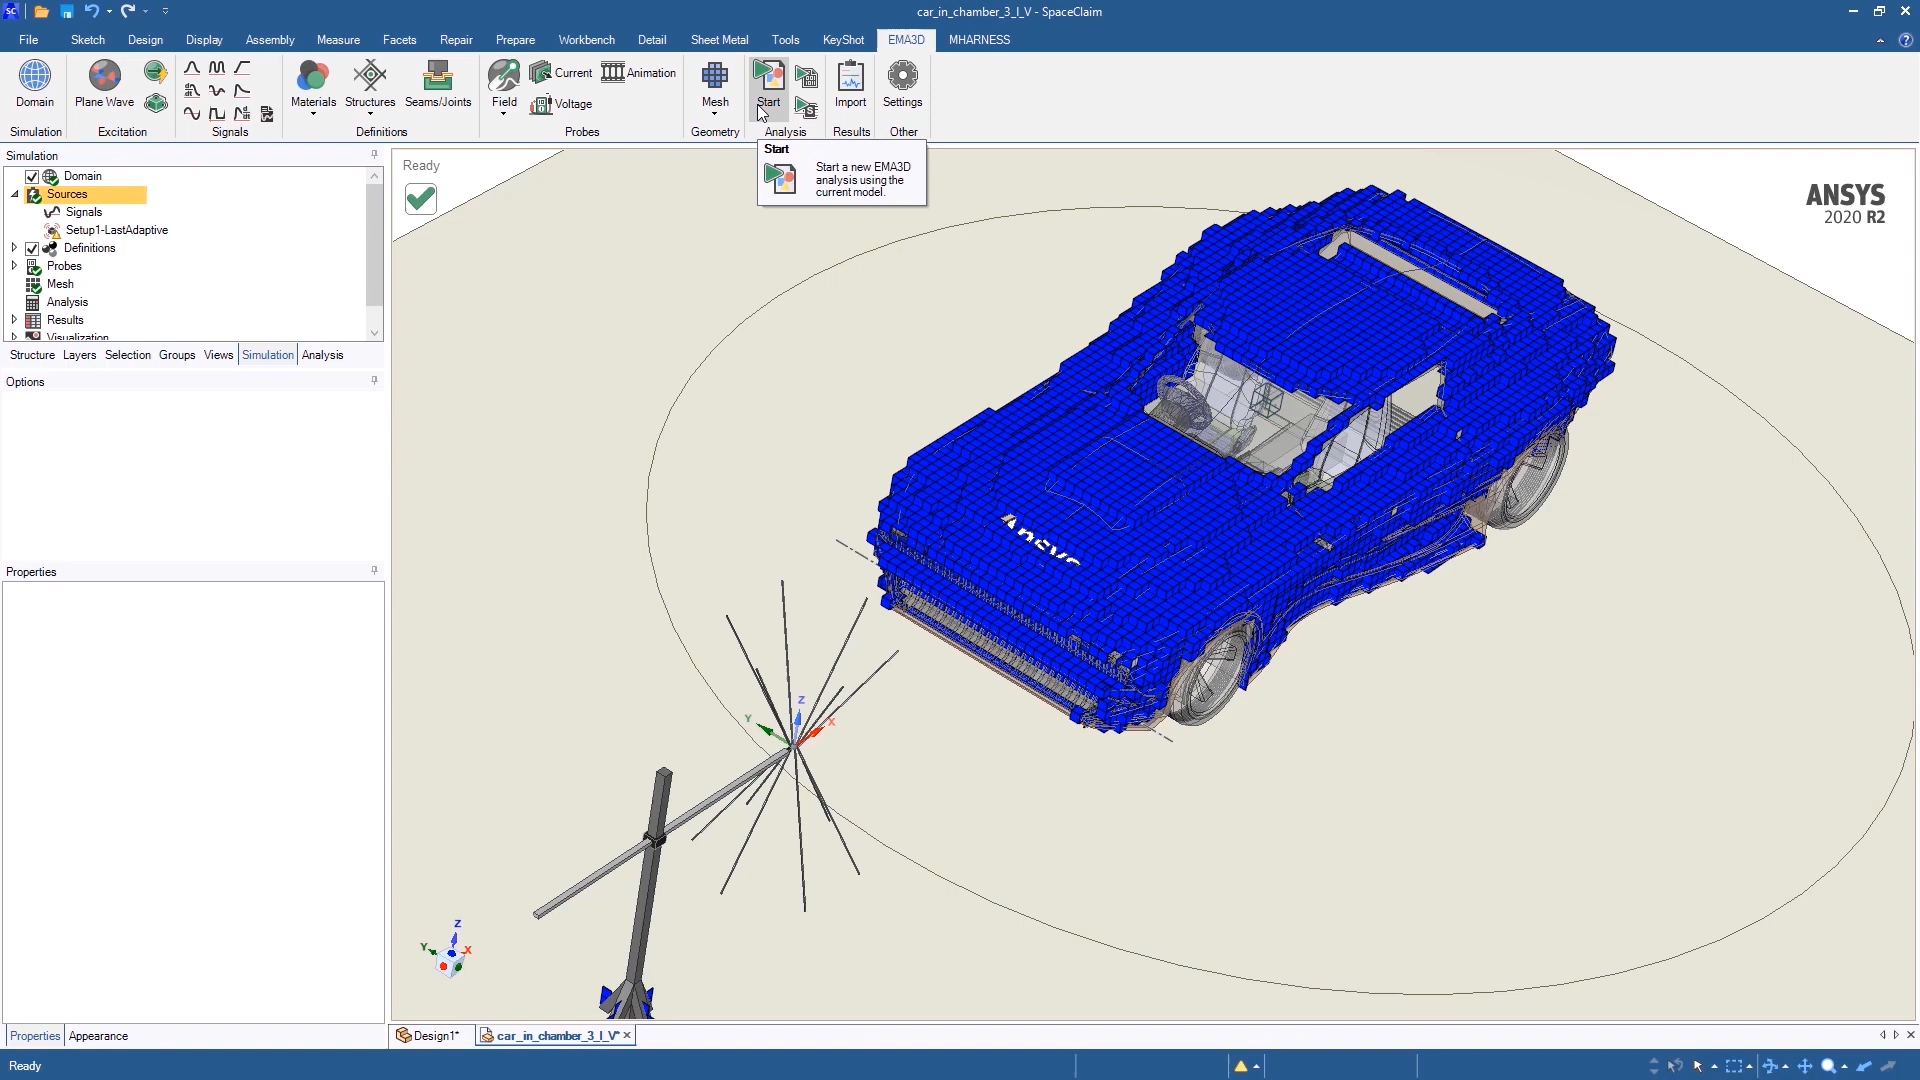 SC
car_in_chamber_3_I_V - SpaceClaim
File Sketch Design Display Assembly Measure Facets Repair Prepare Workbench Detail Sheet Metal Tools KeyShot EMA3D MHARNESS
Current Animation
Domain Plane Wave Materials Structures Seams/Joints Field Voltage Mesh Start Import Settings
Simulation Excitation Signals Definitions Probes Geometry Analysis Results Other
Start
Start a new EMA3D
analysis using the
current model.
Simulation
Domain
Sources
Signals
Setup1-LastAdaptive
Definitions
Probes
Mesh
Analysis
Results
Visualization
Structure Layers Selection Groups Views Simulation Analysis
Options
Properties
Properties Appearance
Ready
ANSYS
2020 R2
Ansys
Z
Y
X
Z
Y
X
Design1*
car_in_chamber_3_I_V*
Ready